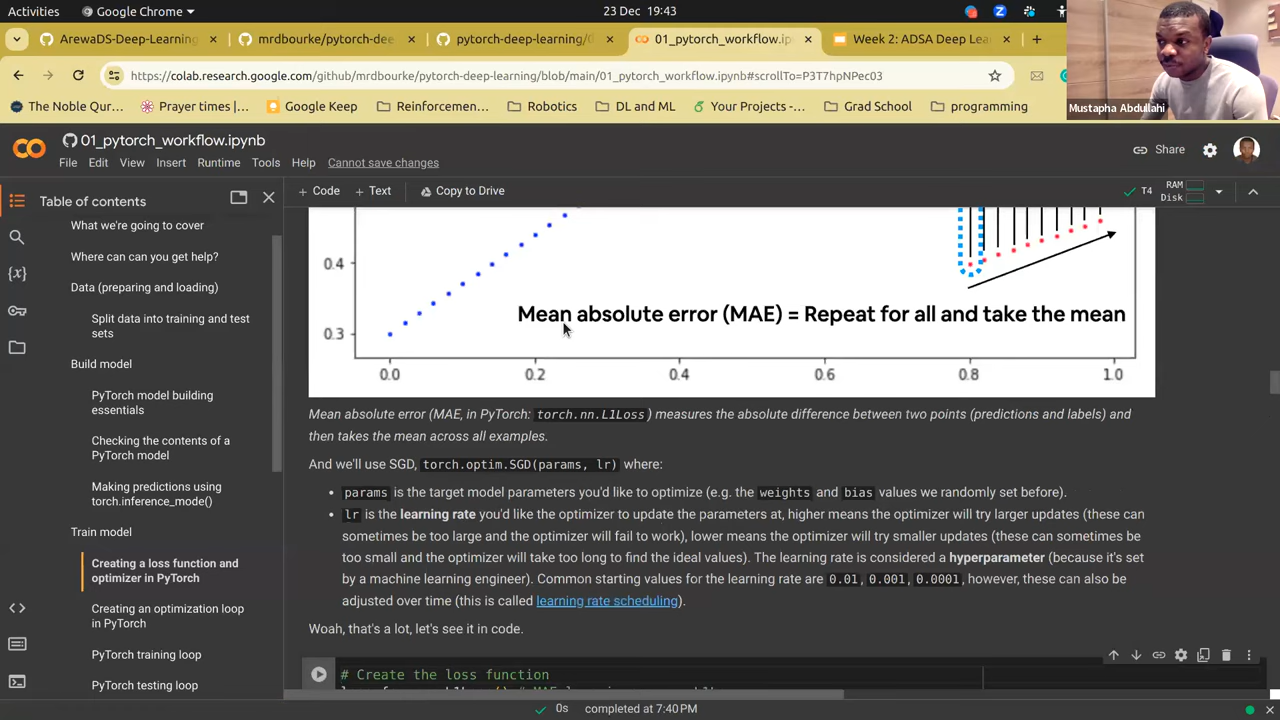 Activities
Google Chrome
23 Dec 19:43
ArewaDS-Deep-Learning
mrdbourke/pytorch-dee
pytorch-deep-learning/
01_pytorch_workflow.ipynb
Week 2: ADSA Deep Lea
https://colab.research.google.com/github/mrdbourke/pytorch-deep-learning/blob/main/01_pytorch_workflow.ipynb#scrollTo=P3T7hpNPec03
The Noble Qur...
Prayer times |...
Google Keep
Reinforcemen...
Robotics
DL and ML
Your Projects -...
Grad School
programming
Mustapha Abdullahi
01_pytorch_workflow.ipynb
File Edit View Insert Runtime Tools Help Cannot save changes
Share
+ Code + Text Copy to Drive
T4 RAM
Disk
Table of contents
What we're going to cover
Where can you get help?
Data (preparing and loading)
Split data into training and test
sets
Build model
PyTorch model building
essentials
Checking the contents of a
PyTorch model
Making predictions using
torch.inference_mode()
Train model
Creating a loss function and
optimizer in PyTorch
Creating an optimization loop
in PyTorch
PyTorch training loop
PyTorch testing loop
0.4
0.3
Mean absolute error (MAE) = Repeat for all and take the mean
0.0 0.2 0.4 0.6 0.8 1.0
Mean absolute error (MAE, in PyTorch: torch.nn.L1Loss) measures the absolute difference between two points (predictions and labels) and
then takes the mean across all examples.
And we'll use SGD, torch.optim.SGD(params, lr) where:
• params is the target model parameters you'd like to optimize (e.g. the weights and bias values we randomly set before).
• lr is the learning rate you'd like the optimizer to update the parameters at, higher means the optimizer will try larger updates (these can
sometimes be too large and the optimizer will fail to work), lower means the optimizer will try smaller updates (these can sometimes be
too small and the optimizer will take too long to find the ideal values). The learning rate is considered a hyperparameter (because it's set
by a machine learning engineer). Common starting values for the learning rate are 0.01, 0.001, 0.0001, however, these can also be
adjusted over time (this is called learning rate scheduling).
Woah, that's a lot, let's see it in code.
# Create the loss function
0s completed at 7:40 PM